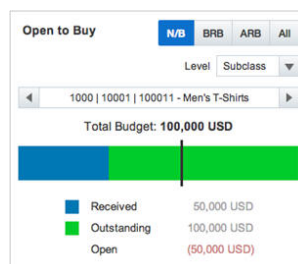 Open to Buy N/B BRB ARB All
Level Subclass
1000 | 10001 | 100011 - Men's T-Shirts
Total Budget: 100,000 USD
Received 50,000 USD
Outstanding 100,000 USD
Open (50,000 USD)